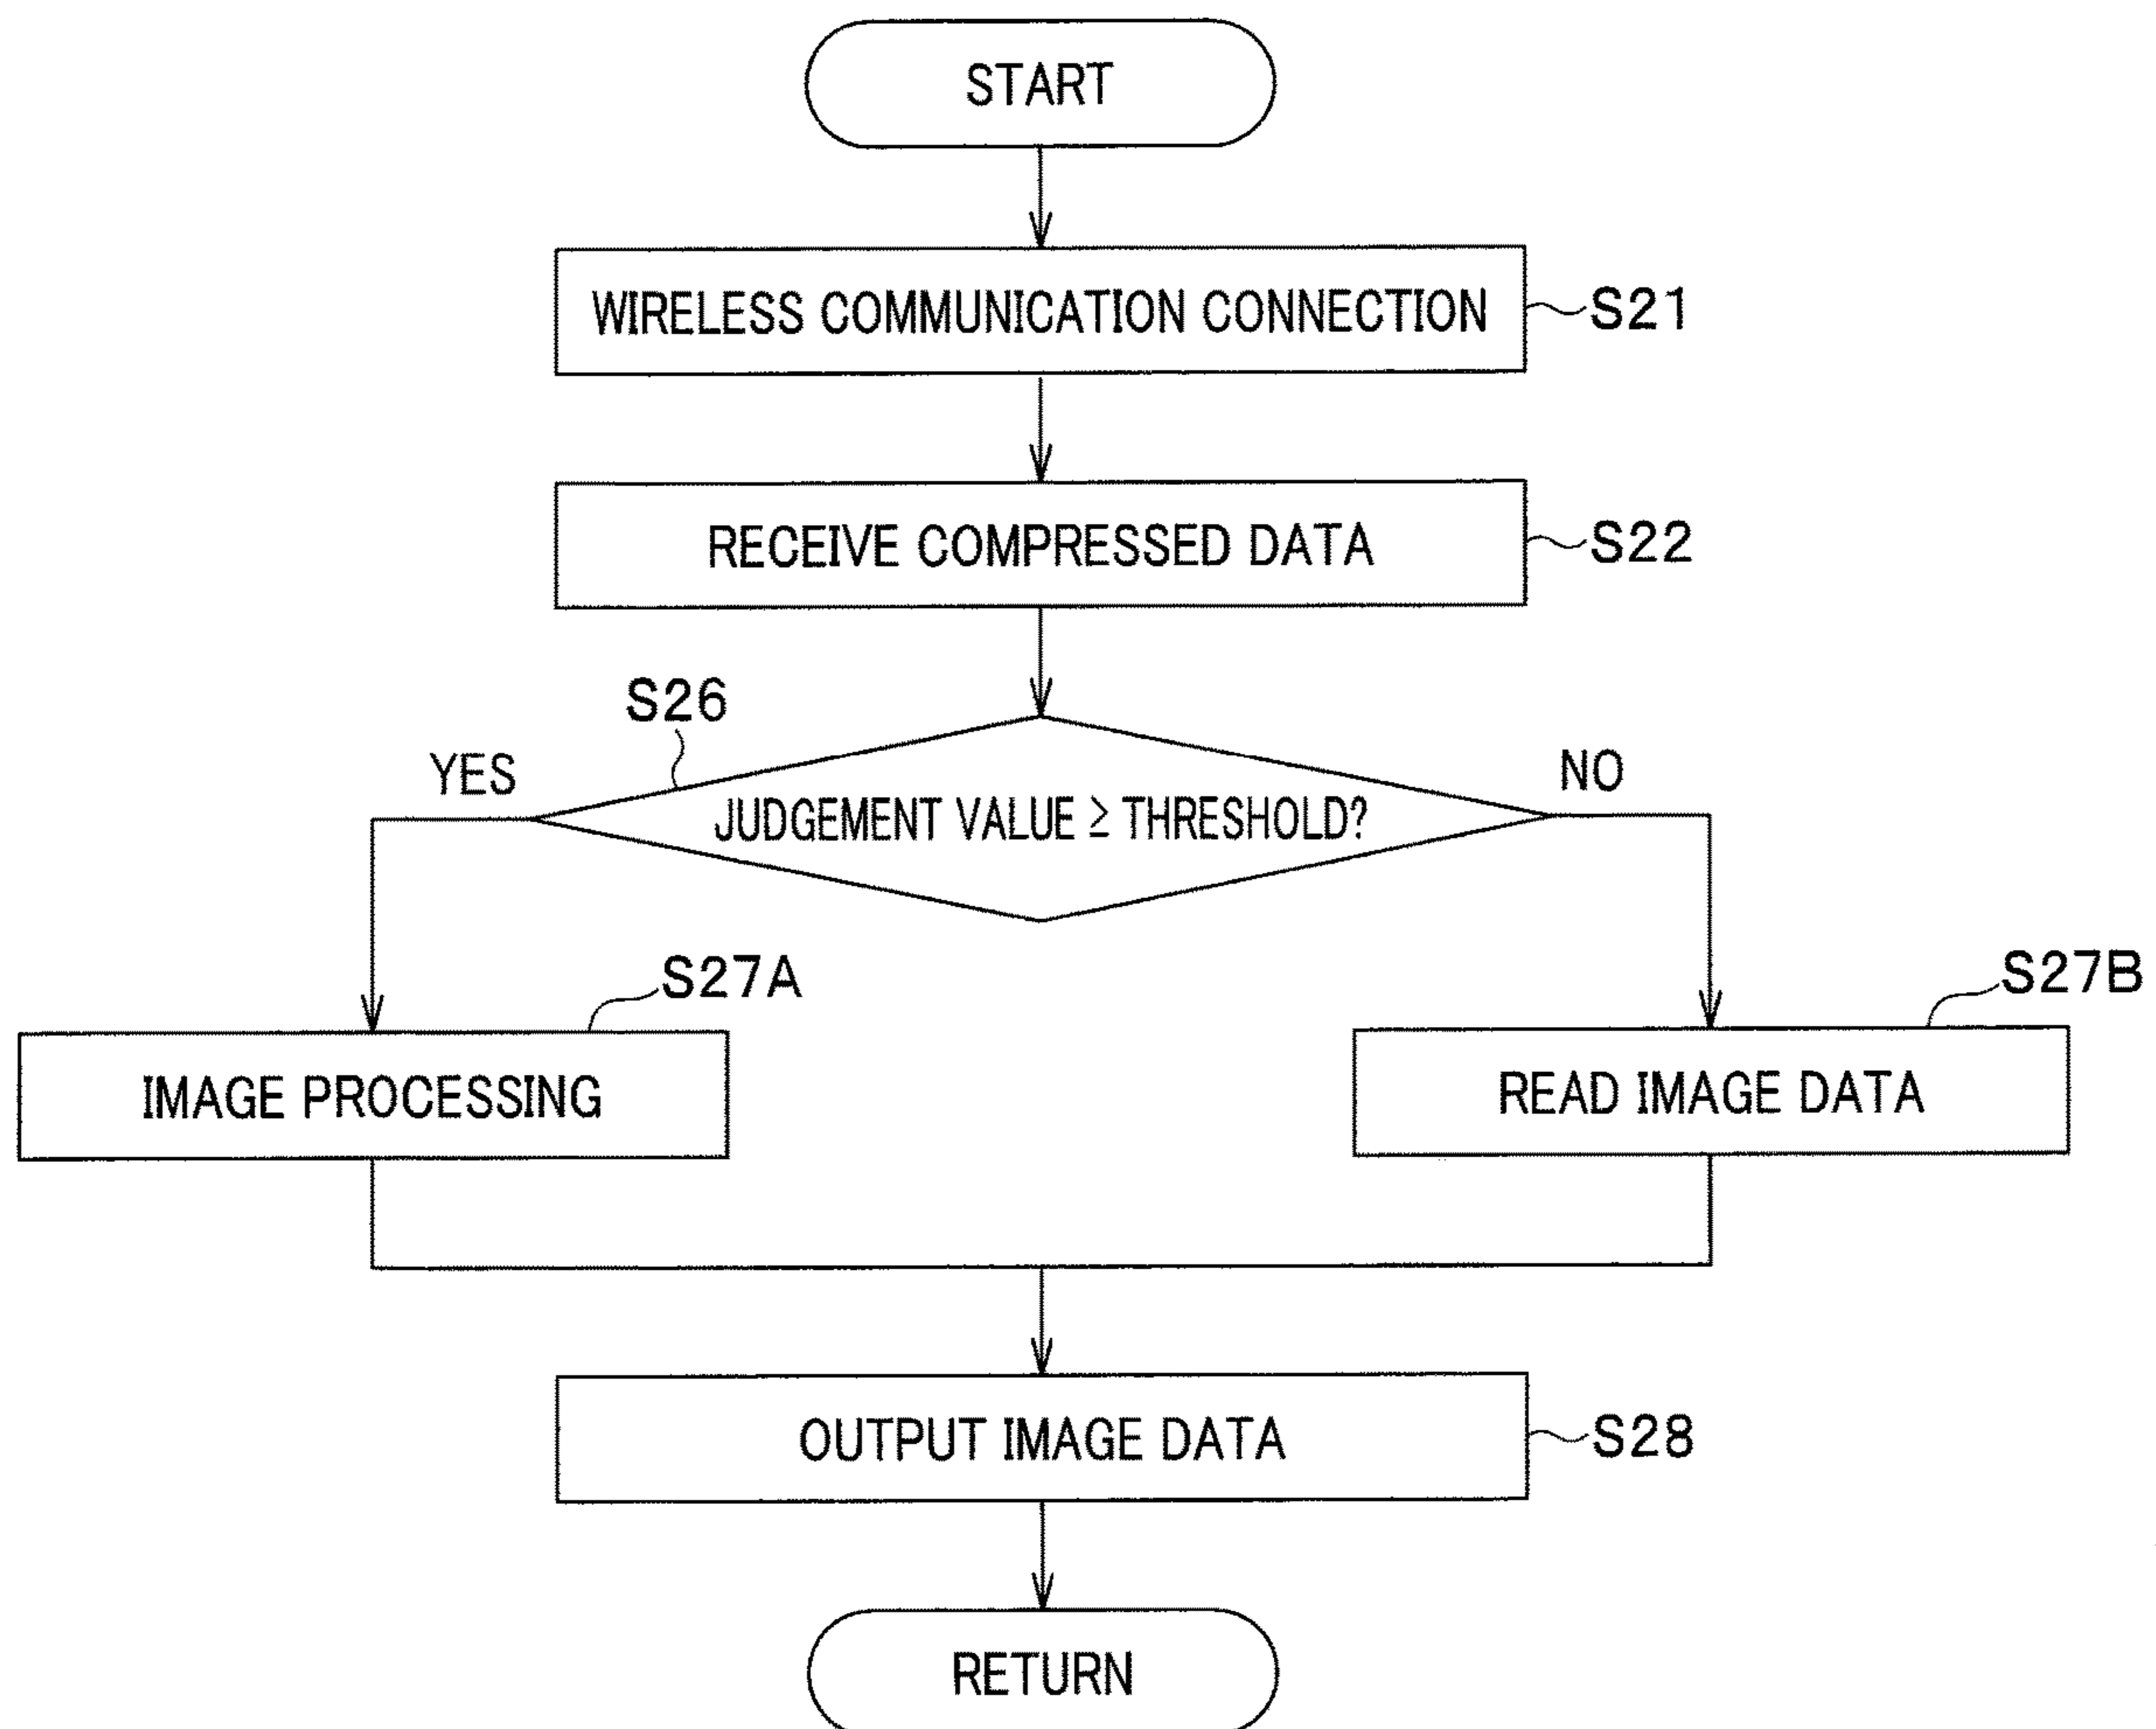 START
WIRELESS COMMUNICATION CONNECTION
S21
RECEIVE COMPRESSED DATA
S22
S26
YES
JUDGEMENT VALUE ≥ THRESHOLD?
NO
S27A
IMAGE PROCESSING
S27B
READ IMAGE DATA
OUTPUT IMAGE DATA
S28
RETURN